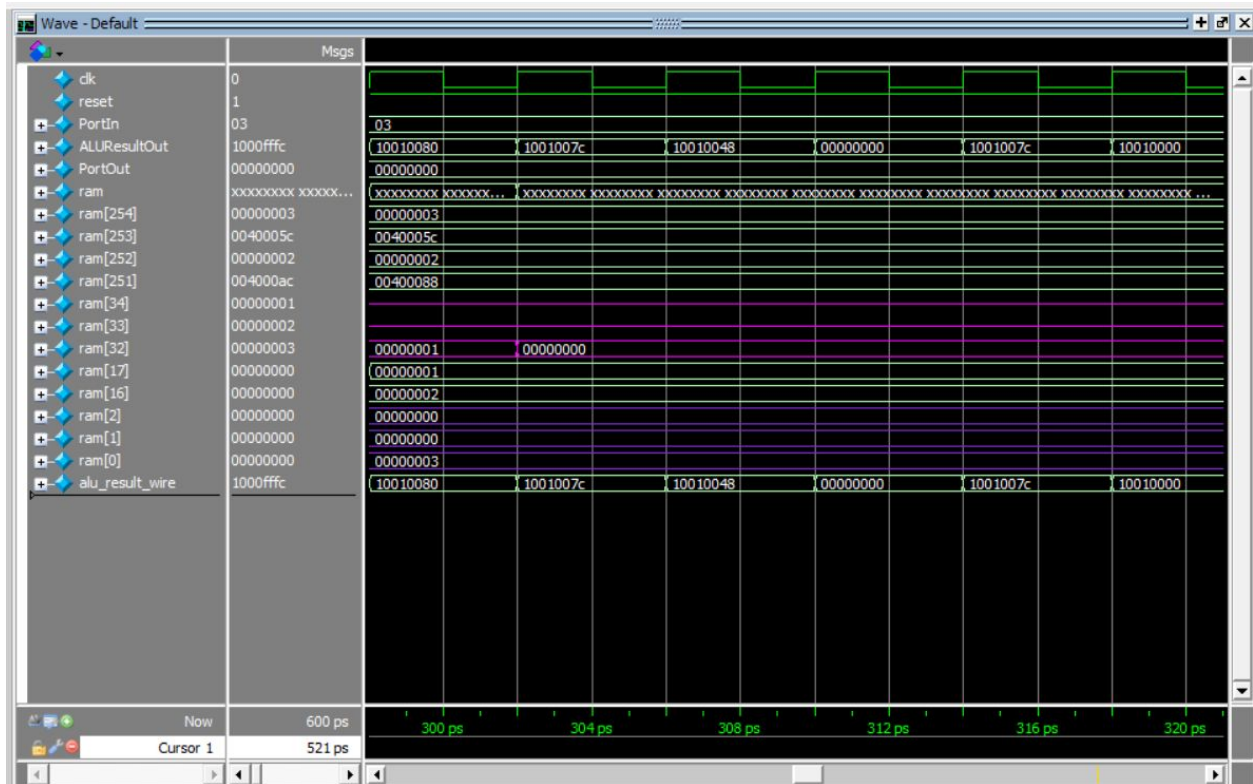 Wave - Default
Msgs
clk 0
reset 1
PortIn 03 03
ALUResultOut 1000fffc 10010080 1001007c 10010048 00000000 1001007c 10010000
PortOut 00000000 00000000
ram xxxxxxxx xxxxx... xxxxxxxx xxxxxx... xxxxxxxx xxxxxxxx xxxxxxxx xxxxxxxx xxxxxxxx xxxxxxxx xxxxxxxx xxxxxxxx xxxxxxxx xxxxxxxx ...
ram[254] 00000003 00000003
ram[253] 0040005c 0040005c
ram[252] 00000002 00000002
ram[251] 004000ac 00400088
ram[34] 00000001
ram[33] 00000002
ram[32] 00000003 00000001 00000000
ram[17] 00000000 00000001
ram[16] 00000000 00000002
ram[2] 00000000 00000000
ram[1] 00000000 00000000
ram[0] 00000000 00000003
alu_result_wire 1000fffc 10010080 1001007c 10010048 00000000 1001007c 10010000
Now 600 ps 300 ps 304 ps 308 ps 312 ps 316 ps 320 ps
Cursor 1 521 ps